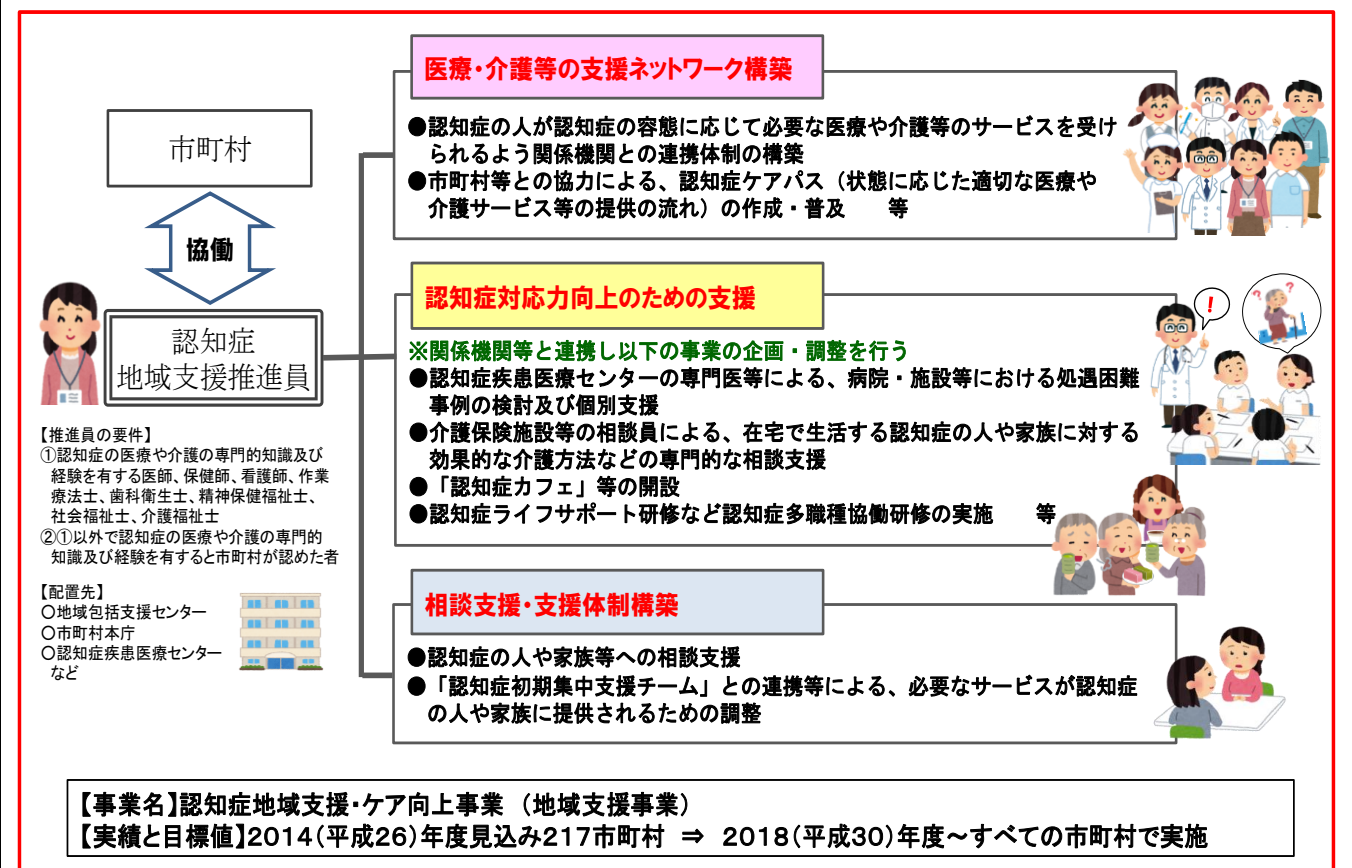 市町村
協働
認知症
地域支援推進員
【推進員の要件】
①認知症の医療や介護の専門的知識及び
経験を有する医師、保健師、看護師、作業
療法士、歯科衛生士、精神保健福祉士、
社会福祉士、介護福祉士
②①以外で認知症の医療や介護の専門的
知識及び経験を有すると市町村が認めた者
【配置先】
○地域包括支援センター
○市町村本庁
○認知症疾患医療センター
など
医療・介護等の支援ネットワーク構築
●認知症の人が認知症の容態に応じて必要な医療や介護等のサービスを受け
られるよう関係機関との連携体制の構築
●市町村等との協力による、認知症ケアパス（状態に応じた適切な医療や
介護サービス等の提供の流れ）の作成・普及　　等
認知症対応力向上のための支援
※関係機関等と連携し以下の事業の企画・調整を行う
●認知症疾患医療センターの専門医等による、病院・施設等における処遇困難
事例の検討及び個別支援
●介護保険施設等の相談員による、在宅で生活する認知症の人や家族に対する
効果的な介護方法などの専門的な相談支援
●「認知症カフェ」等の開設
●認知症ライフサポート研修など認知症多職種協働研修の実施　　等
!
? ?
相談支援・支援体制構築
●認知症の人や家族等への相談支援
●「認知症初期集中支援チーム」との連携等による、必要なサービスが認知症
の人や家族に提供されるための調整
【事業名】認知症地域支援・ケア向上事業 （地域支援事業）
【実績と目標値】2014（平成26）年度見込み217市町村 ⇒ 2018（平成30）年度～すべての市町村で実施